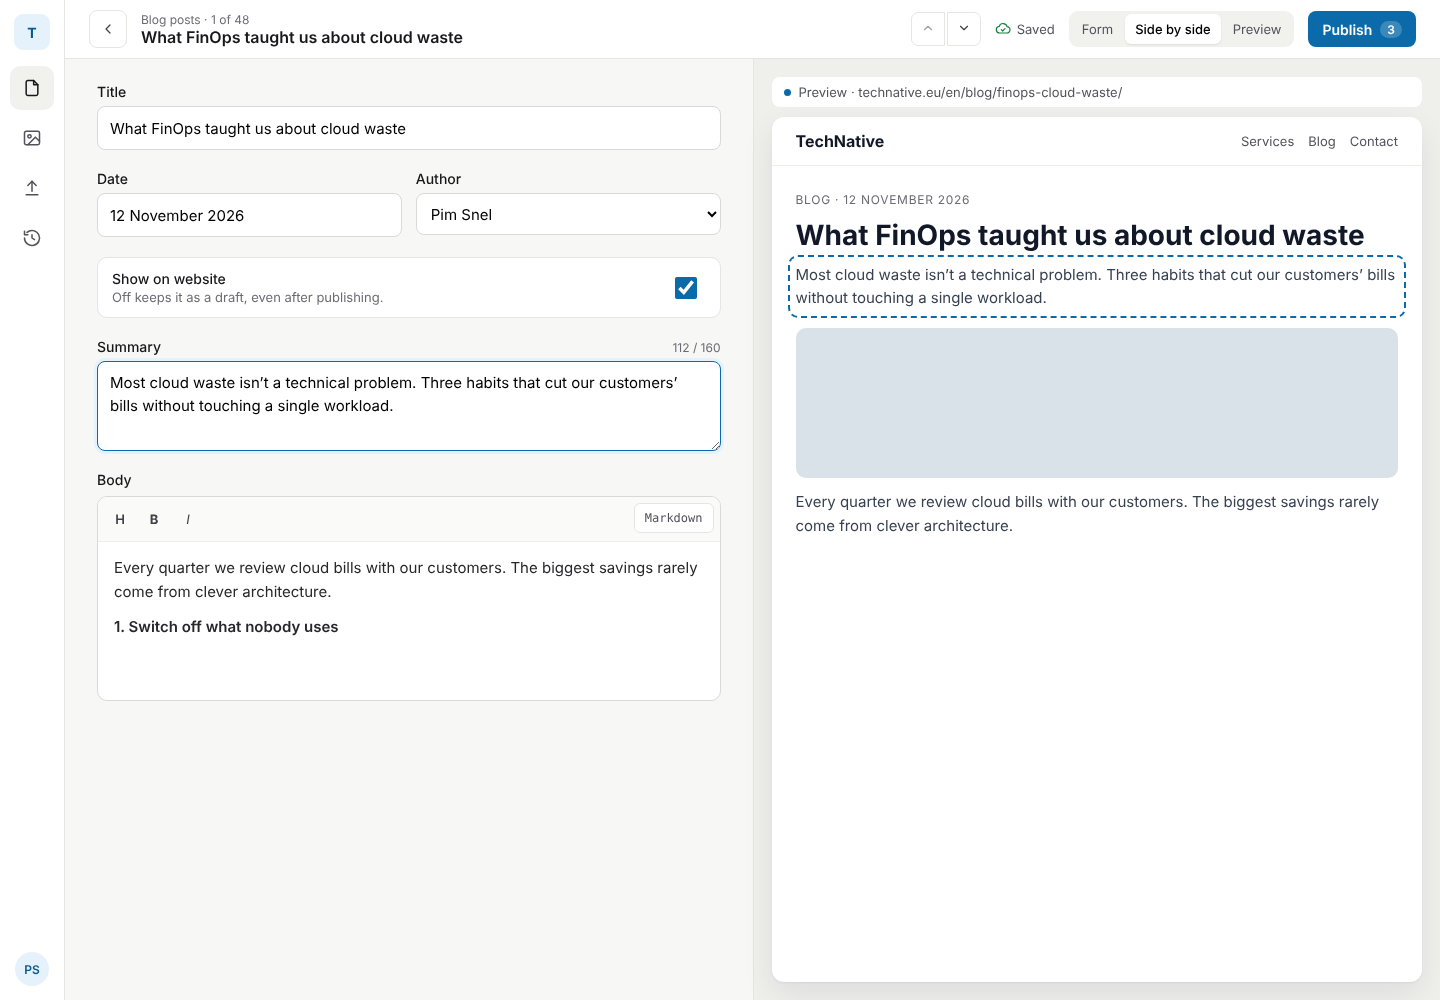 T
Blog posts · 1 of 48
What FinOps taught us about cloud waste
Saved
Form
Side by side
Preview
Publish 3
Title
What FinOps taught us about cloud waste
Date
Author
12 November 2026
Pim Snel
Show on website
Off keeps it as a draft, even after publishing.
Summary
112 / 160
Most cloud waste isn’t a technical problem. Three habits that cut our customers’
bills without touching a single workload.
Body
H B I
Markdown
Every quarter we review cloud bills with our customers. The biggest savings rarely
come from clever architecture.
1. Switch off what nobody uses
PS
Preview · technative.eu/en/blog/finops-cloud-waste/
TechNative
Services Blog Contact
BLOG · 12 NOVEMBER 2026
What FinOps taught us about cloud waste
Most cloud waste isn’t a technical problem. Three habits that cut our customers’ bills
without touching a single workload.
Every quarter we review cloud bills with our customers. The biggest savings rarely
come from clever architecture.